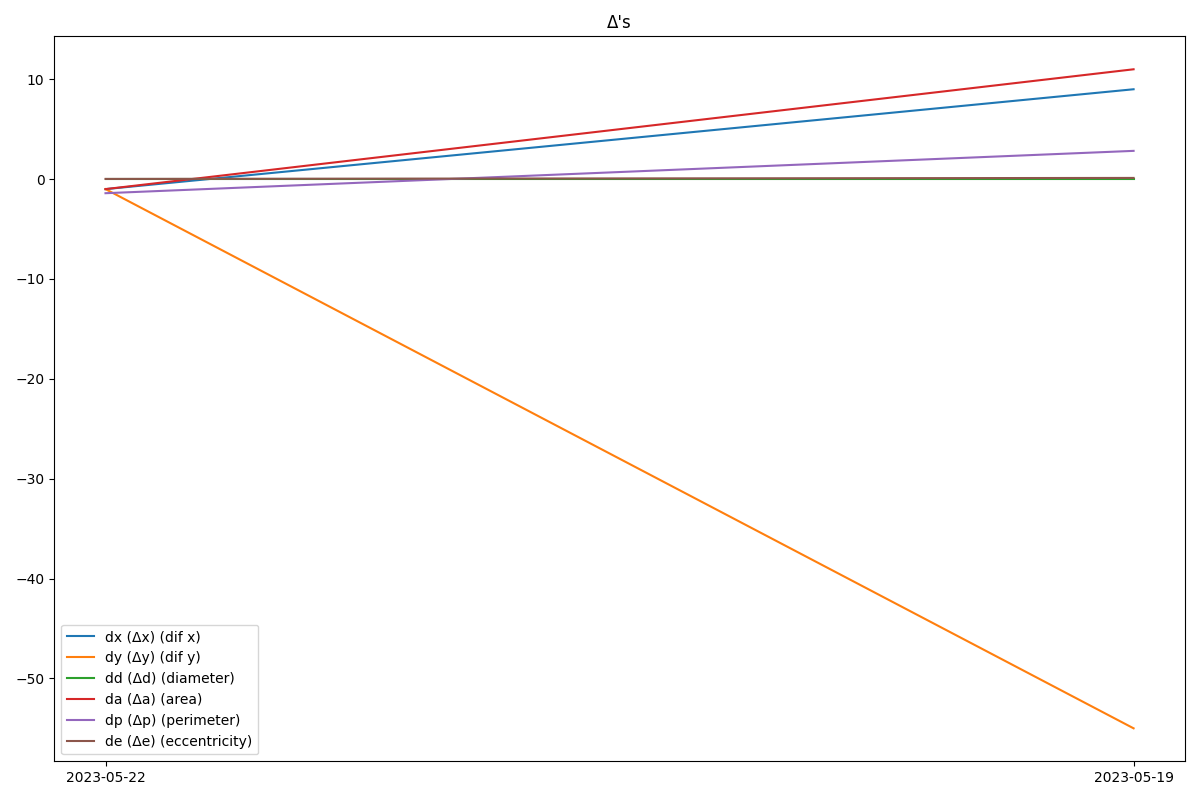 Δ's
10
0
−10
−20
−30
−40
−50
dx (Δx) (dif x)
dy (Δy) (dif y)
dd (Δd) (diameter)
da (Δa) (area)
dp (Δp) (perimeter)
de (Δe) (eccentricity)
2023-05-22
2023-05-19